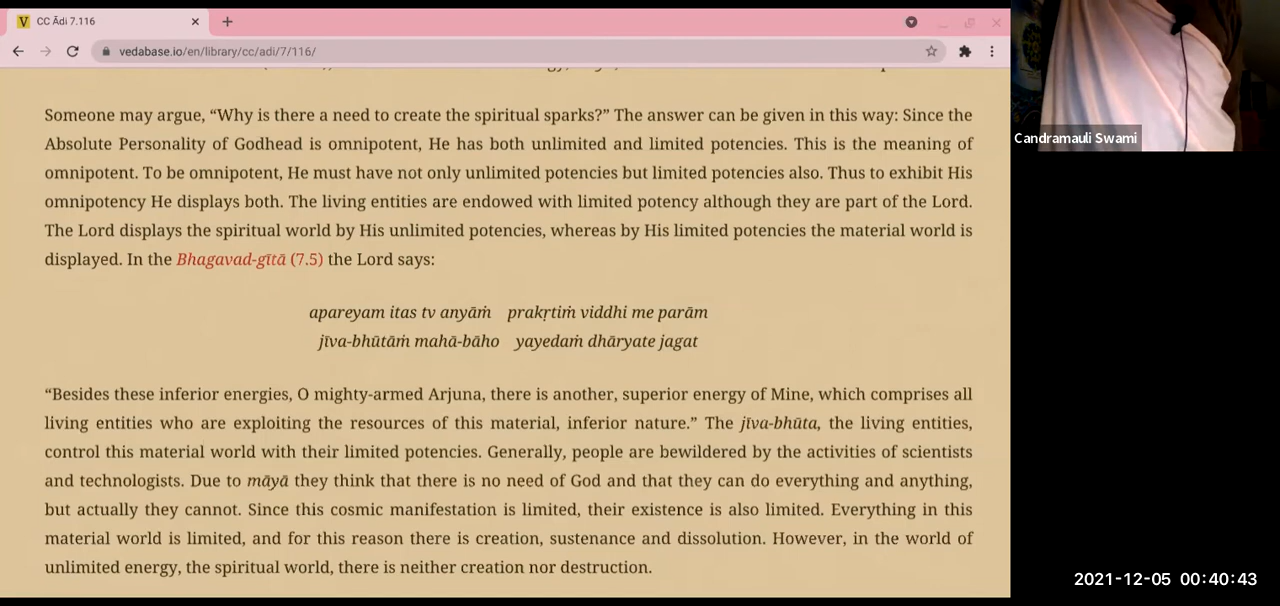 CC Ādi 7.116
vedabase.io/en/library/cc/adi/7/116/
Someone may argue, “Why is there a need to create the spiritual sparks?” The answer can be given in this way: Since the
Absolute Personality of Godhead is omnipotent, He has both unlimited and limited potencies. This is the meaning of
omnipotent. To be omnipotent, He must have not only unlimited potencies but limited potencies also. Thus to exhibit His
omnipotency He displays both. The living entities are endowed with limited potency although they are part of the Lord.
The Lord displays the spiritual world by His unlimited potencies, whereas by His limited potencies the material world is
displayed. In the Bhagavad-gītā (7.5) the Lord says:
apareyam itas tv anyāṁ prakṛtiṁ viddhi me parām
jīva-bhūtāṁ mahā-bāho yayedaṁ dhāryate jagat
“Besides these inferior energies, O mighty-armed Arjuna, there is another, superior energy of Mine, which comprises all
living entities who are exploiting the resources of this material, inferior nature.” The jīva-bhūta, the living entities,
control this material world with their limited potencies. Generally, people are bewildered by the activities of scientists
and technologists. Due to māyā they think that there is no need of God and that they can do everything and anything,
but actually they cannot. Since this cosmic manifestation is limited, their existence is also limited. Everything in this
material world is limited, and for this reason there is creation, sustenance and dissolution. However, in the world of
unlimited energy, the spiritual world, there is neither creation nor destruction.
Candramauli Swami
2021-12-05 00:40:43